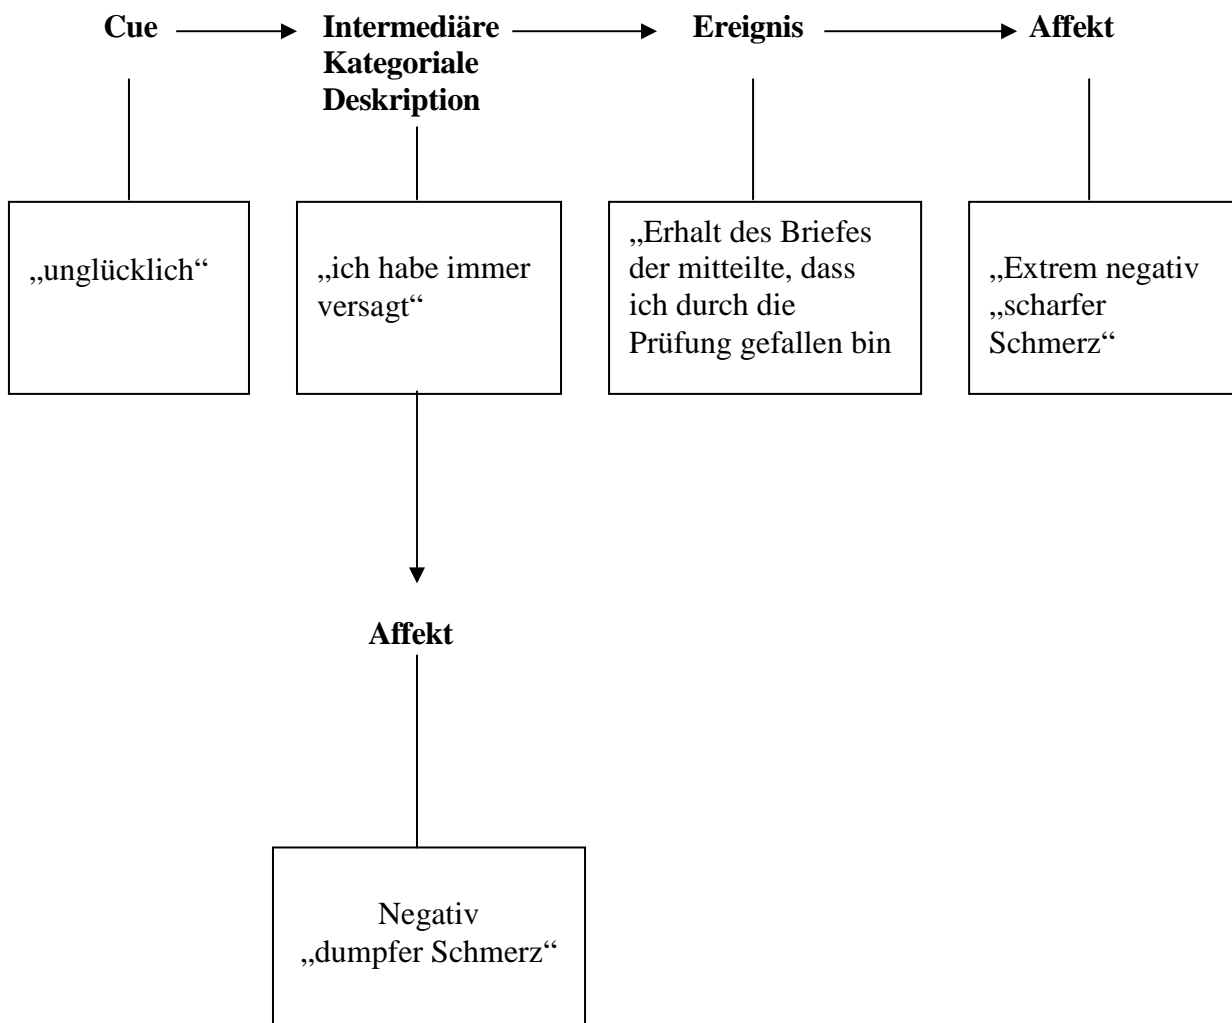 Cue
Intermediäre
Kategoriale
Deskription
Ereignis
Affekt
„unglücklich“
„ich habe immer
versagt“
„Erhalt des Briefes
der mitteilte, dass
ich durch die
Prüfung gefallen bin
„Extrem negativ
„scharfer
Schmerz“
Affekt
Negativ
„dumpfer Schmerz“